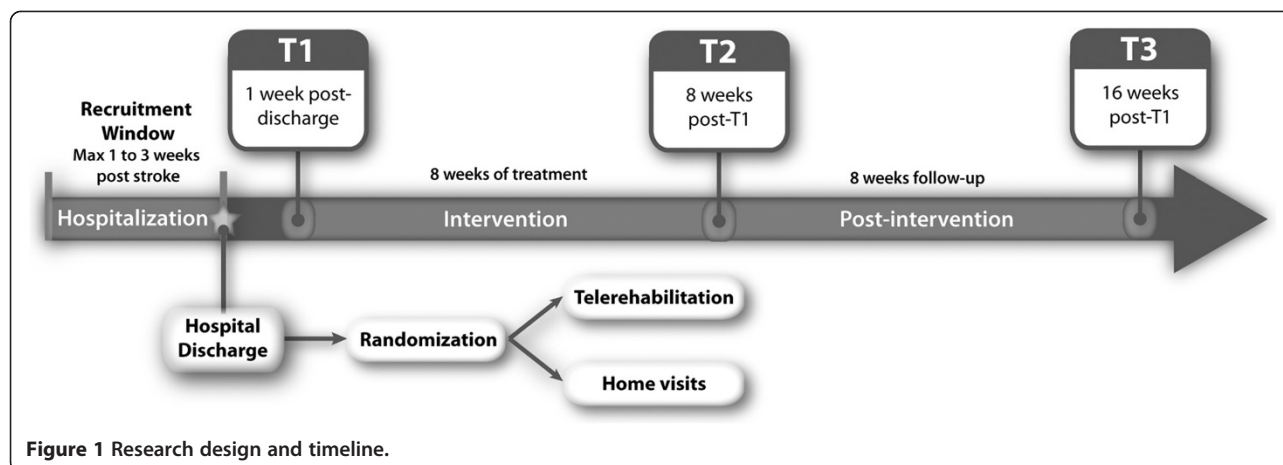 T1
1 week post-
discharge
T2
8 weeks
post-T1
T3
16 weeks
post-T1
Recruitment
Window
Max 1 to 3 weeks
post stroke
8 weeks of treatment
8 weeks follow-up
Hospitalization
Intervention
Post-intervention
Hospital
Discharge
Randomization
Telerehabilitation
Home visits
Figure 1 Research design and timeline.